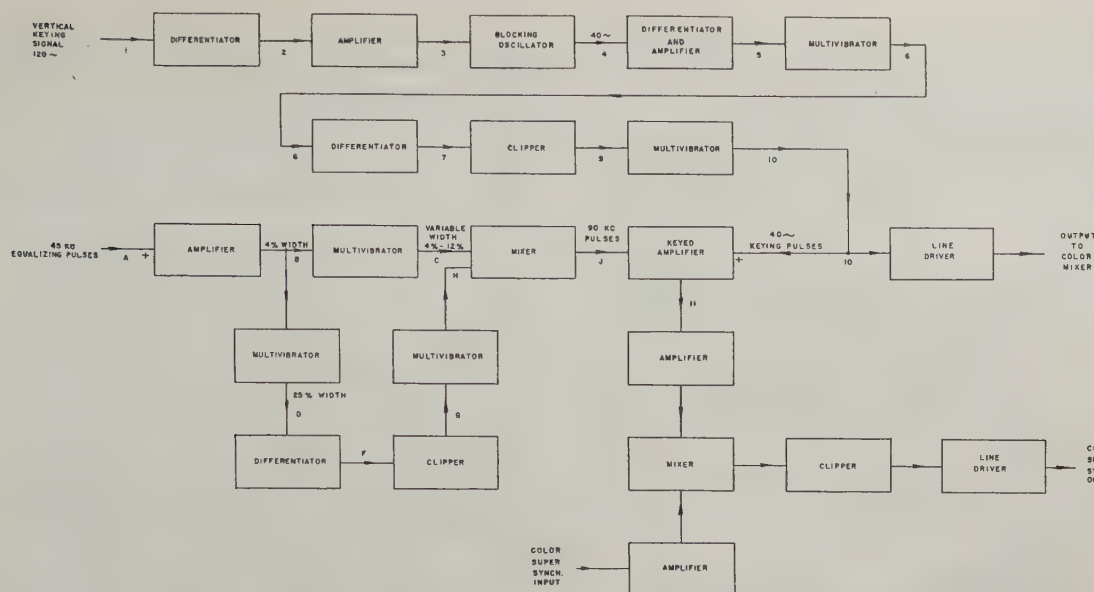 VERTICAL
KEYING
SIGNAL
120~
1
DIFFERENTIATOR
2
AMPLIFIER
3
BLOCKING
OSCILLATOR
40~
4
DIFFERENTIATOR
AND
AMPLIFIER
5
MULTIVIBRATOR
6
6
DIFFERENTIATOR
7
CLIPPER
9
MULTIVIBRATOR
10
45 KC
EQUALIZING PULSES
A
+
AMPLIFIER
4% WIDTH
B
MULTIVIBRATOR
VARIABLE
WIDTH
4%-12%
C
H
MIXER
90 KC
PULSES
J
KEYED
AMPLIFIER
+
40~
KEYING PULSES
10
LINE
DRIVER
OUTPUT
TO
COLOR
MIXER
11
MULTIVIBRATOR
MULTIVIBRATOR
AMPLIFIER
25% WIDTH
D
G
DIFFERENTIATOR
F
CLIPPER
MIXER
CLIPPER
LINE
DRIVER
COLOR
SUPER
SYNCH.
INPUT
AMPLIFIER